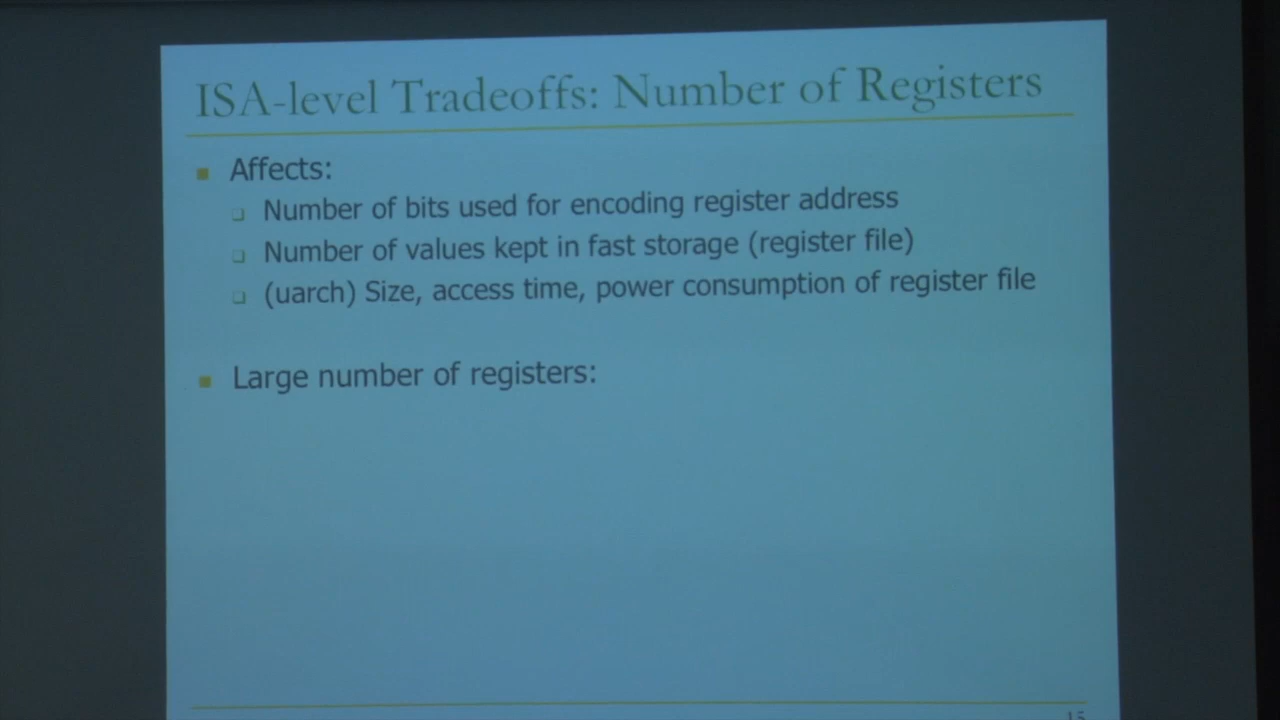 ISA-level Tradeoffs: Number of Registers
Affects:
Number of bits used for encoding register address
Number of values kept in fast storage (register file)
(uarch) Size, access time, power consumption of register file
Large number of registers:
15